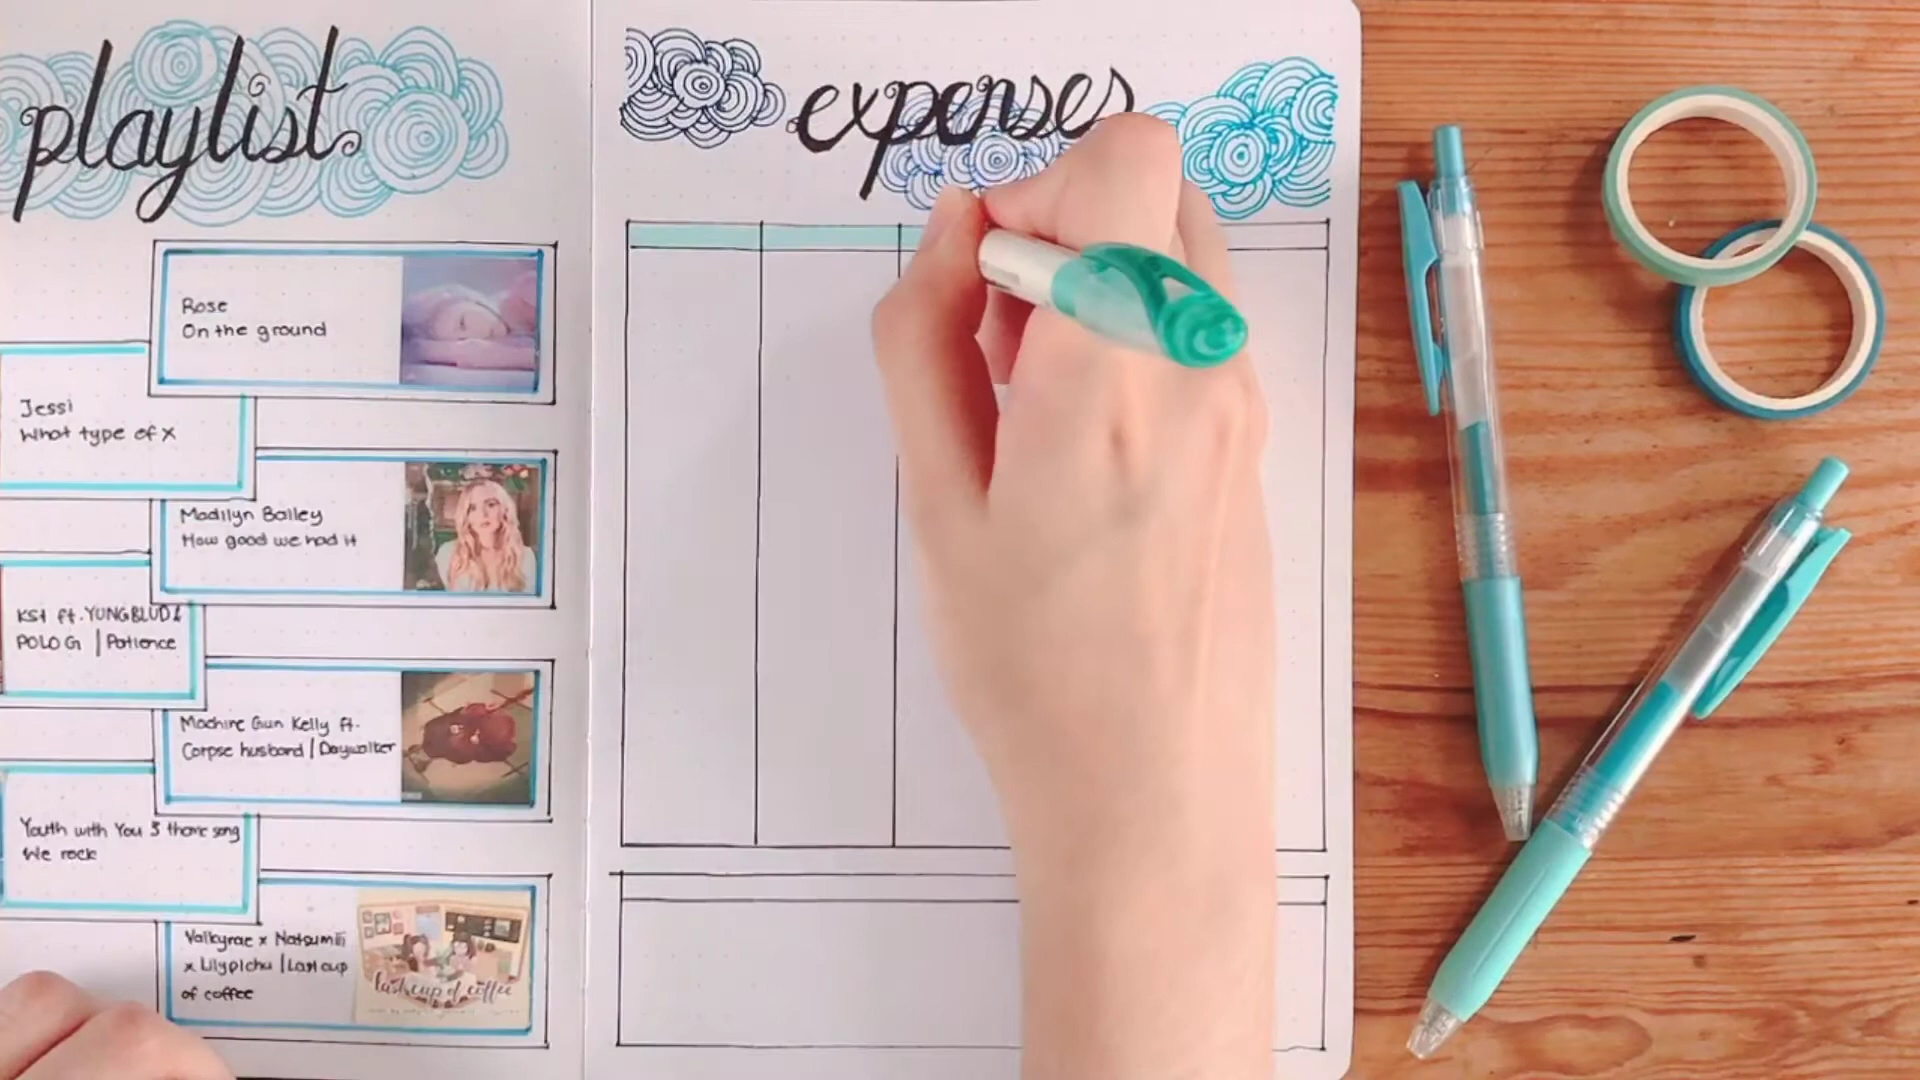 playlist
expenses
Rose
On the ground
Jessi
What type of X
Madilyn Bailey
How good we had it
KSI ft. YUNGBLUD &
POLO G | Patience
Machine Gun Kelly ft.
Corpse husband | Daywalker
Youth with You 3 theme song
We rock
Valkyrae x Natsumiii
x Lilypichu | Last cup
of coffee
last cup of coffee